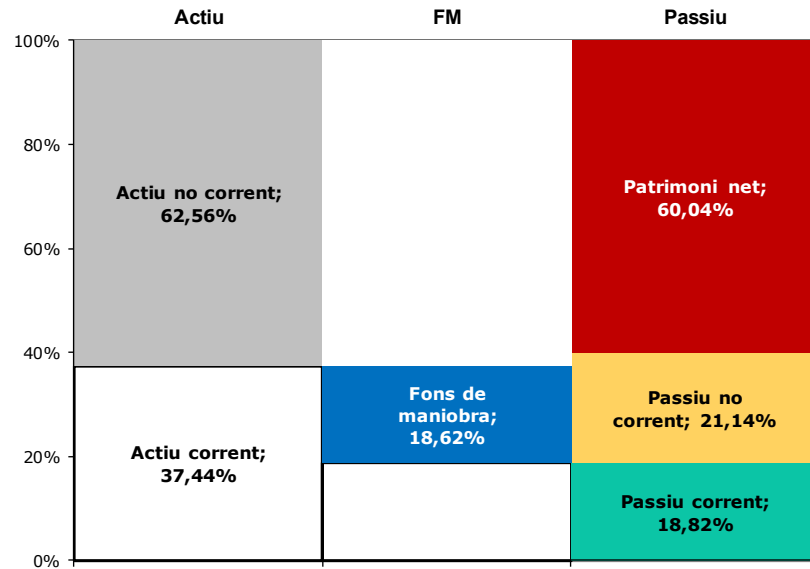 Actiu FM Passiu
100%
80%
60%
40%
20%
0%
Actiu no corrent;
62,56%
Actiu corrent;
37,44%
Fons de
maniobra;
18,62%
Patrimoni net;
60,04%
Passiu no
corrent; 21,14%
Passiu corrent;
18,82%